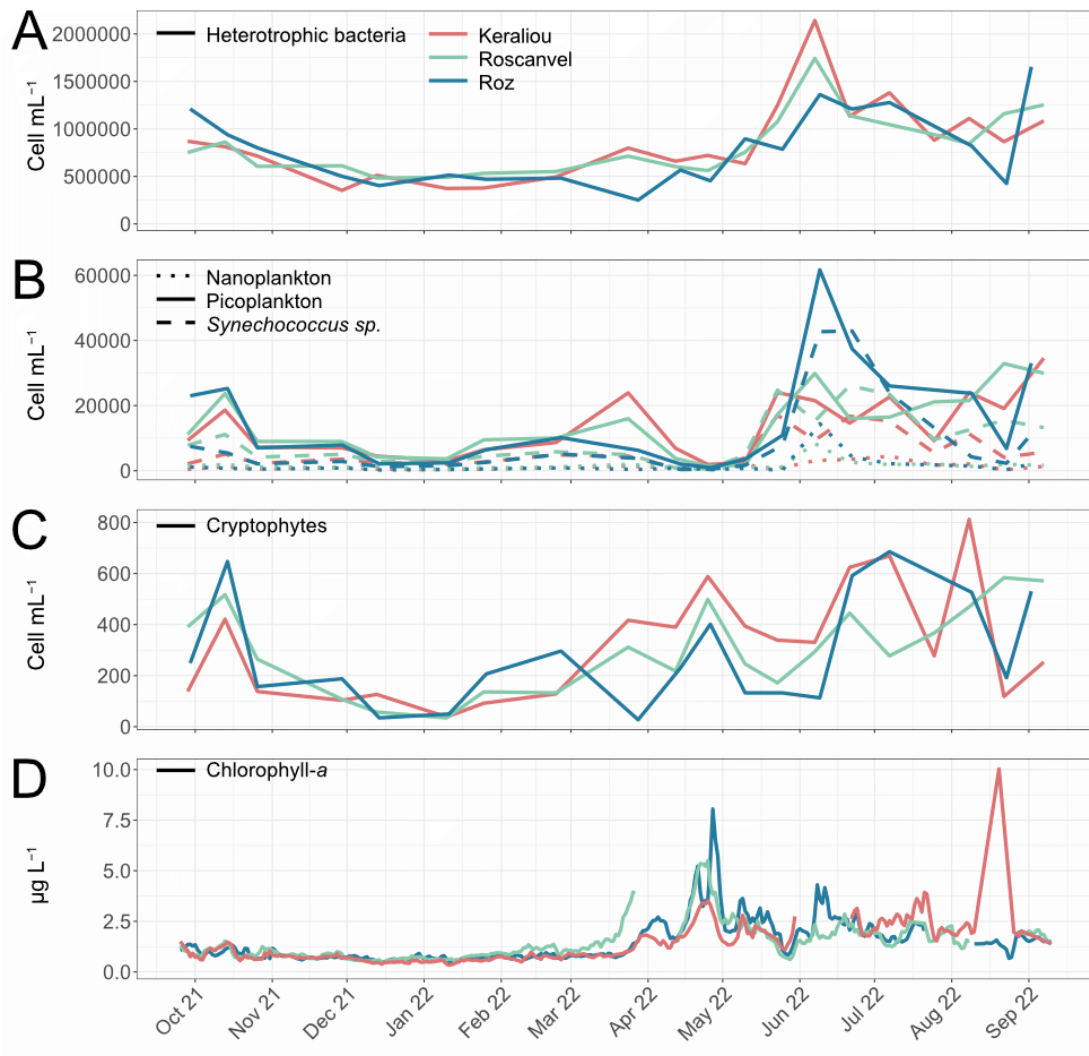 A
Heterotrophic bacteria
Keraliou
Roscanvel
Roz
Cell mL⁻¹
2000000
1500000
1000000
500000
0
B
Nanoplankton
Picoplankton
Synechococcus sp.
Cell mL⁻¹
60000
40000
20000
0
C
Cryptophytes
Cell mL⁻¹
800
600
400
200
0
D
Chlorophyll-a
µg L⁻¹
10.0
7.5
5.0
2.5
0.0
Oct 21
Nov 21
Dec 21
Jan 22
Feb 22
Mar 22
Apr 22
May 22
Jun 22
Jul 22
Aug 22
Sep 22